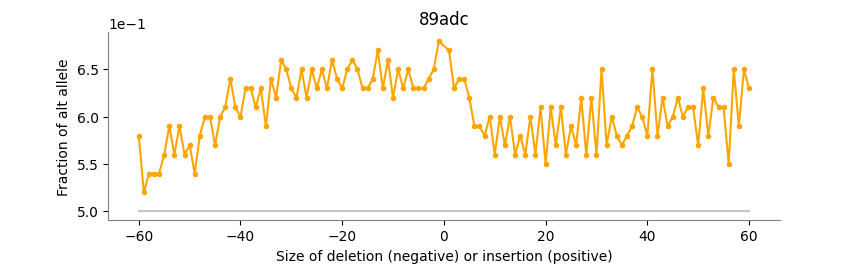 89adc
1e−1
6.5
6.0
5.5
5.0
Fraction of alt allele
−60 −40 −20 0 20 40 60
Size of deletion (negative) or insertion (positive)